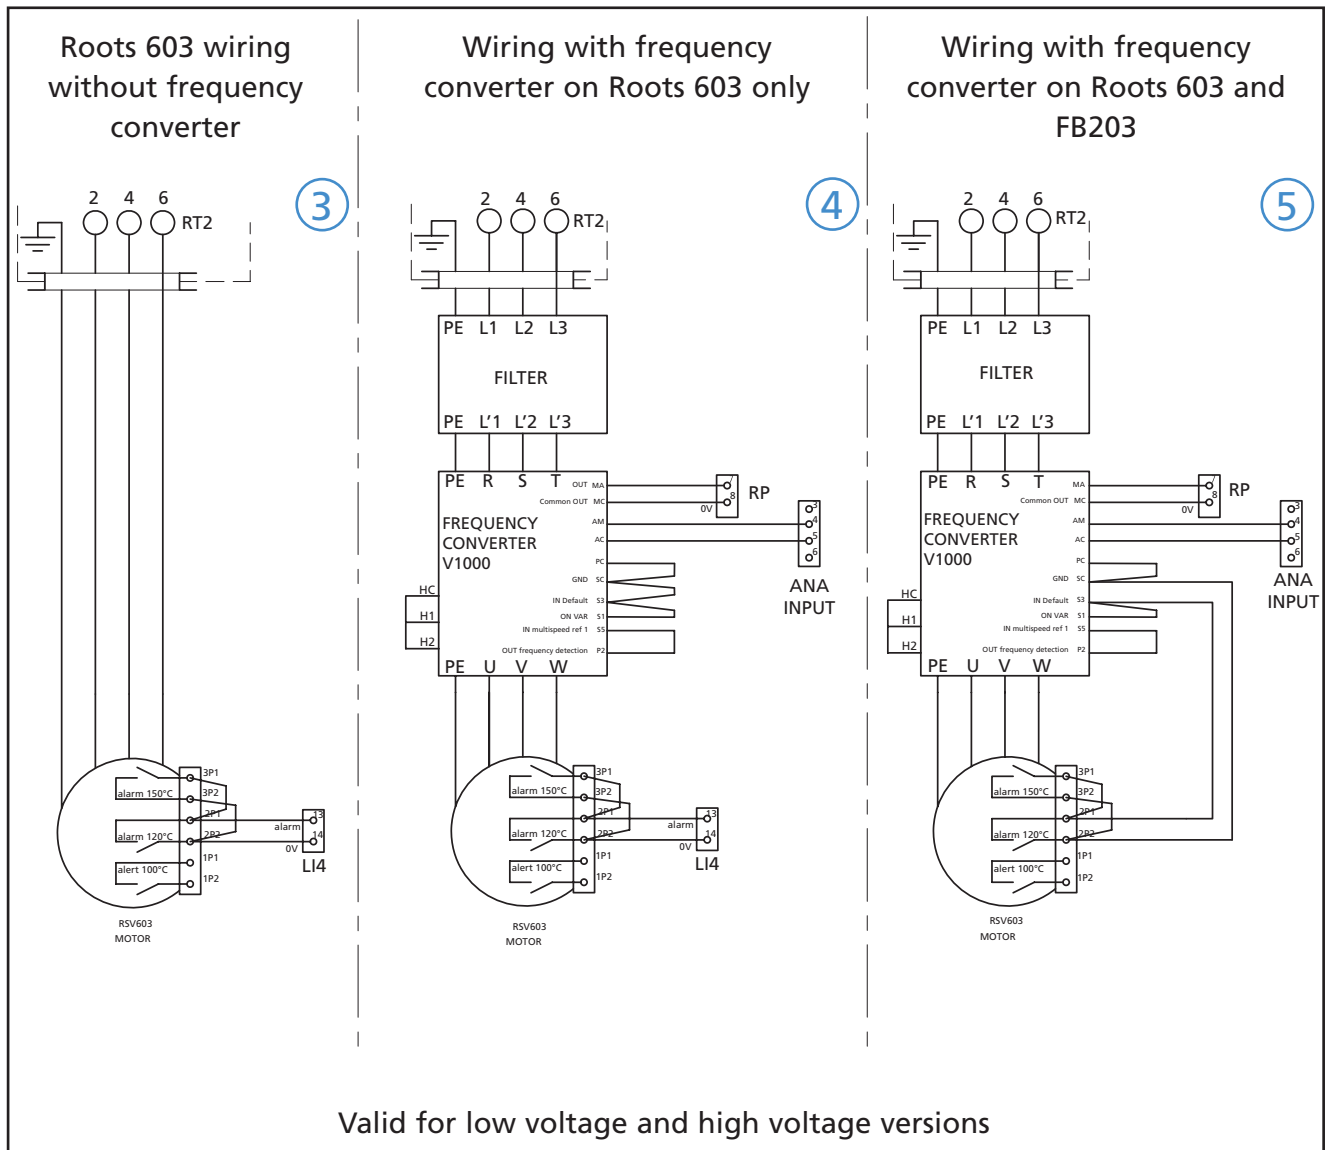 Roots 603 wiring
without frequency
converter
3
2 4 6
RT2
3P1
alarm 150°C
3P2
2P1
13
alarm
alarm 120°C
2P2
14
0V
LI4
1P1
alert 100°C
1P2
RSV603
MOTOR
Wiring with frequency
converter on Roots 603 only
4
2 4 6
RT2
PE L1 L2 L3
FILTER
PE L'1 L'2 L'3
PE R S T
OUT MA
Common OUT MC
7
8
0V
RP
FREQUENCY
CONVERTER
V1000
AM
AC
3
4
5
6
ANA
INPUT
PC
GND SC
IN Default S3
ON VAR S1
IN multispeed ref 1 S5
OUT frequency detection P2
HC
H1
H2
PE U V W
3P1
alarm 150°C
3P2
2P1
13
alarm
alarm 120°C
2P2
14
0V
LI4
1P1
alert 100°C
1P2
RSV603
MOTOR
Wiring with frequency
converter on Roots 603 and
FB203
5
2 4 6
RT2
PE L1 L2 L3
FILTER
PE L'1 L'2 L'3
PE R S T
MA
Common OUT MC
7
8
0V
RP
FREQUENCY
CONVERTER
V1000
AM
AC
3
4
5
6
ANA
INPUT
PC
GND SC
IN Default S3
ON VAR S1
IN multispeed ref 1 S5
OUT frequency detection P2
HC
H1
H2
PE U V W
3P1
alarm 150°C
3P2
2P1
alarm 120°C
2P2
1P1
alert 100°C
1P2
RSV603
MOTOR
Valid for low voltage and high voltage versions